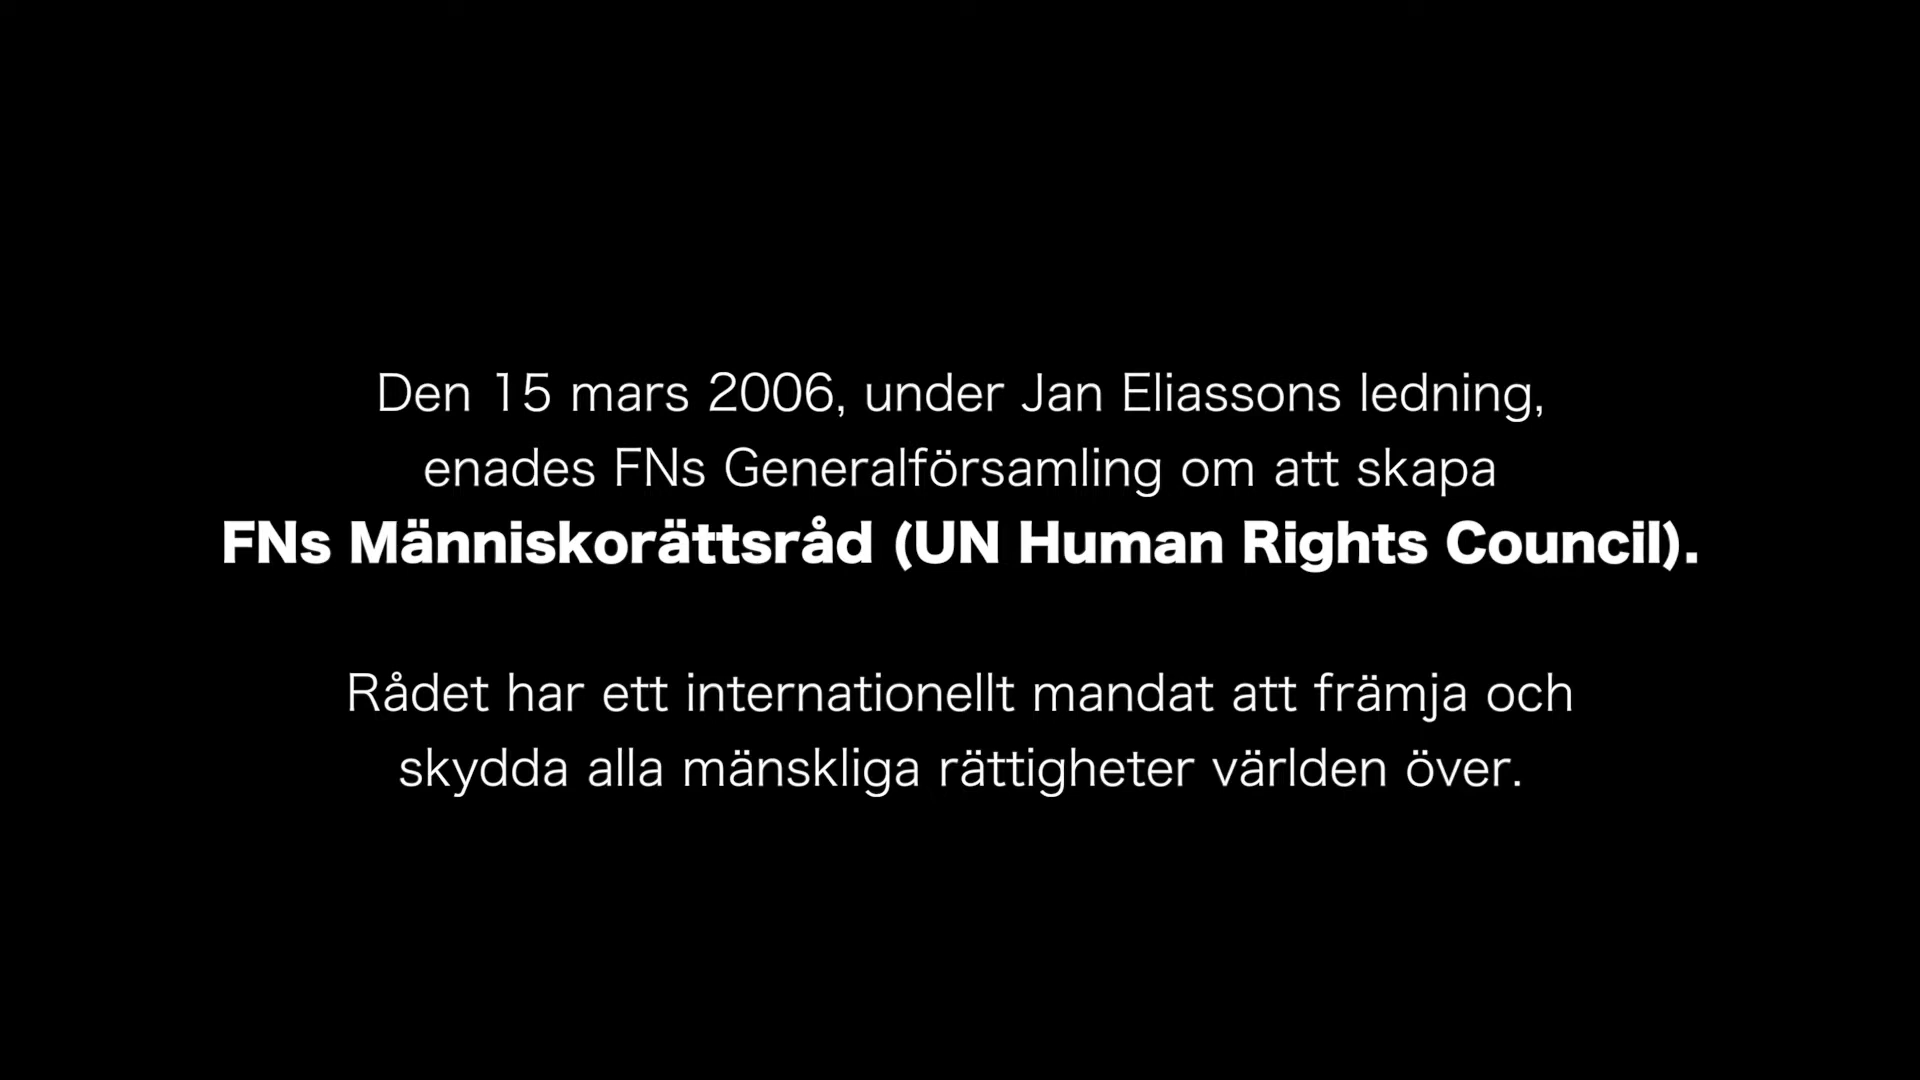 Den 15 mars 2006, under Jan Eliassons ledning,
enades FNs Generalförsamling om att skapa
FNs Människorättsråd (UN Human Rights Council).
Rådet har ett internationellt mandat att främja och
skydda alla mänskliga rättigheter världen över.